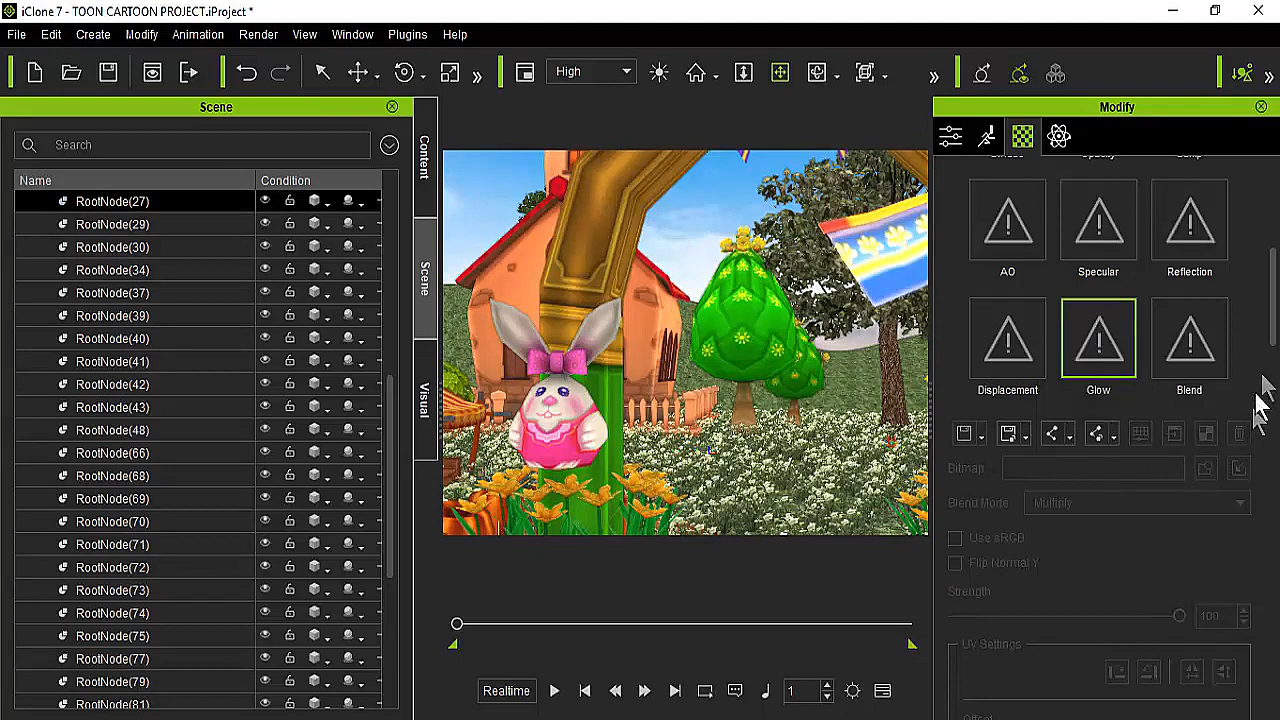 iClone 7 - TOON CARTOON PROJECT.iProject *
File Edit Create Modify Animation Render View Window Plugins Help
High
Scene
Modify
Search
Name
Condition
RootNode(27)
RootNode(29)
RootNode(30)
RootNode(34)
RootNode(37)
RootNode(39)
RootNode(40)
RootNode(41)
RootNode(42)
RootNode(43)
RootNode(48)
RootNode(66)
RootNode(68)
RootNode(69)
RootNode(70)
RootNode(71)
RootNode(72)
RootNode(73)
RootNode(74)
RootNode(75)
RootNode(77)
RootNode(79)
RootNode(81)
Content
Scene
Visual
Realtime
1
AO
Specular
Reflection
Displacement
Glow
Blend
Bitmap
Blend Mode
Multiply
Use sRGB
Flip Normal Y
Strength
100
UV Settings